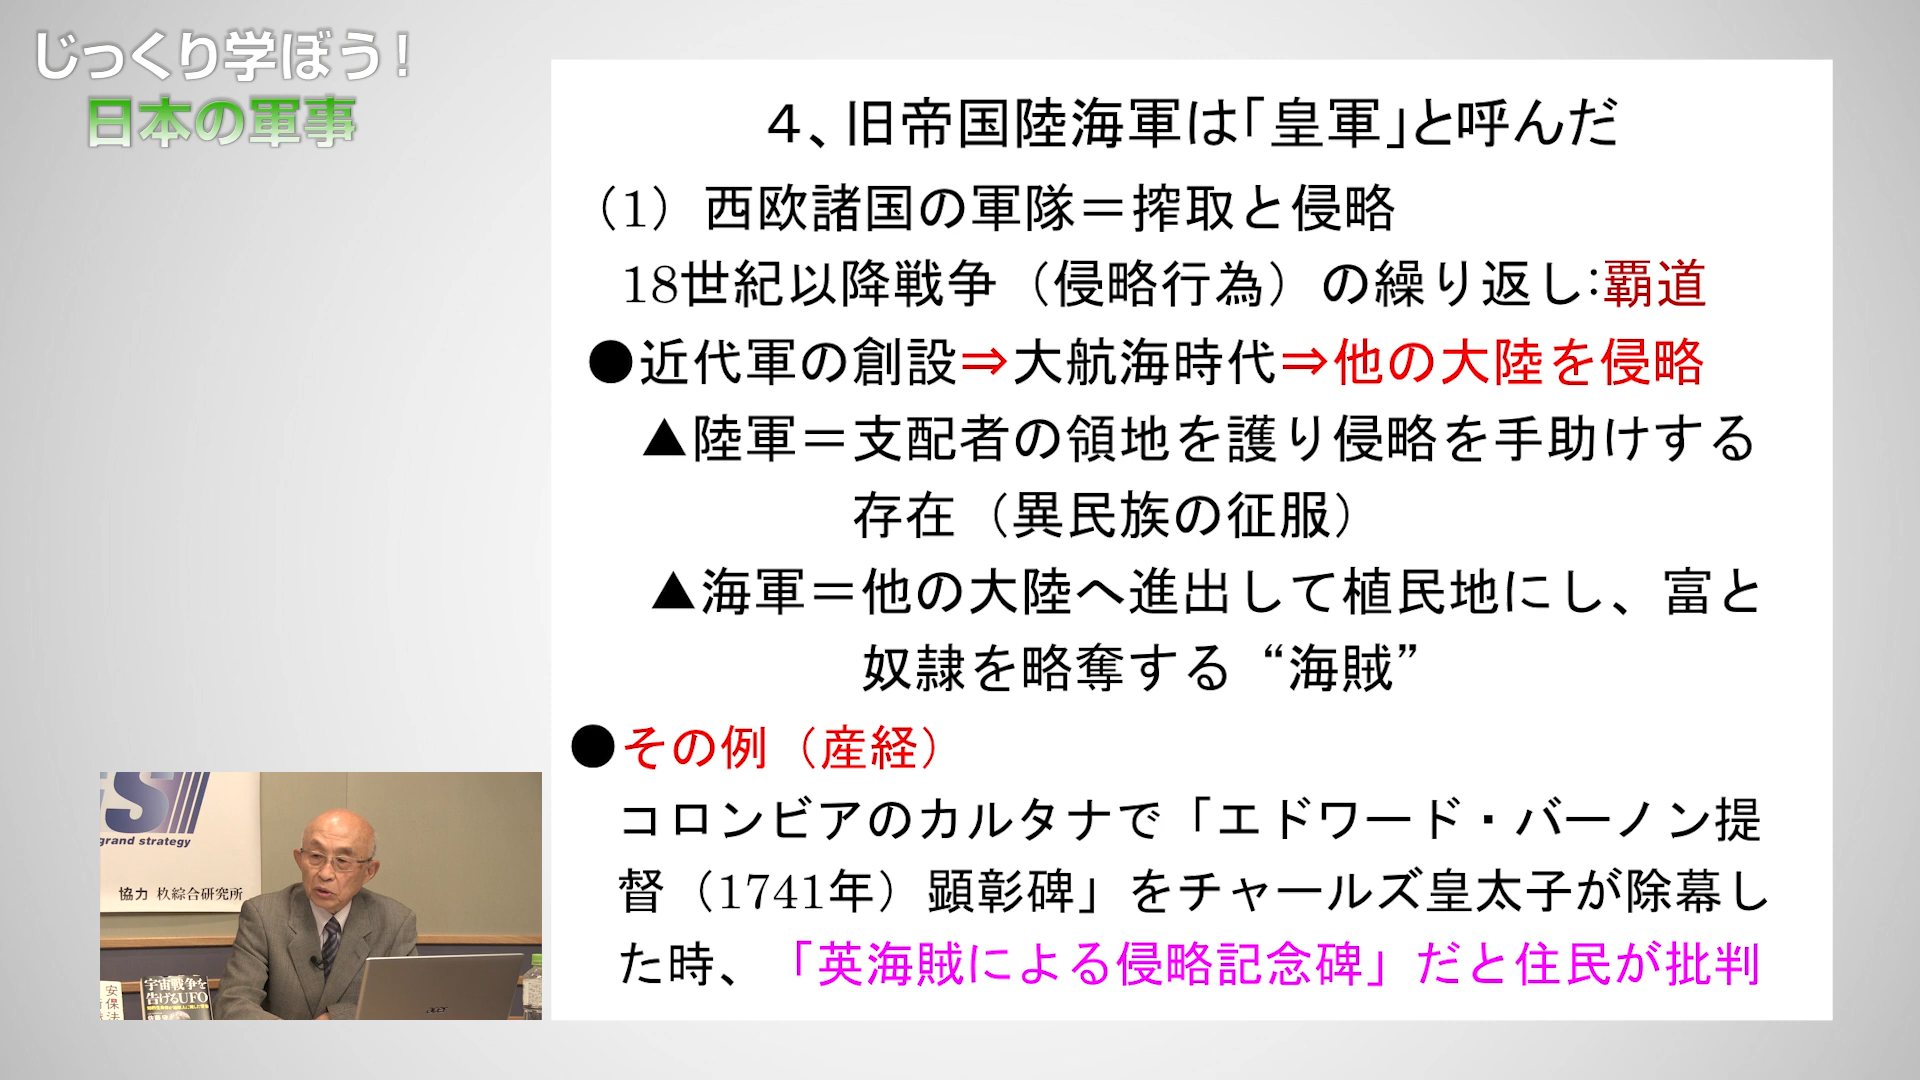 じっくり学ぼう!
日本の軍事
4、旧帝国陸海軍は「皇軍」と呼んだ
(1) 西欧諸国の軍隊＝搾取と侵略
18世紀以降戦争（侵略行為）の繰り返し:覇道
●近代軍の創設⇒大航海時代⇒他の大陸を侵略
▲陸軍＝支配者の領地を護り侵略を手助けする
存在（異民族の征服）
▲海軍＝他の大陸へ進出して植民地にし、富と
奴隷を略奪する“海賊”
●その例（産経）
コロンビアのカルタナで「エドワード・バーノン提
督（1741年）顕彰碑」をチャールズ皇太子が除幕し
た時、「英海賊による侵略記念碑」だと住民が批判
GSI
grand strategy
協力 杦綜合研究所
安保法
宇宙戦争を
告げるUFO
acer